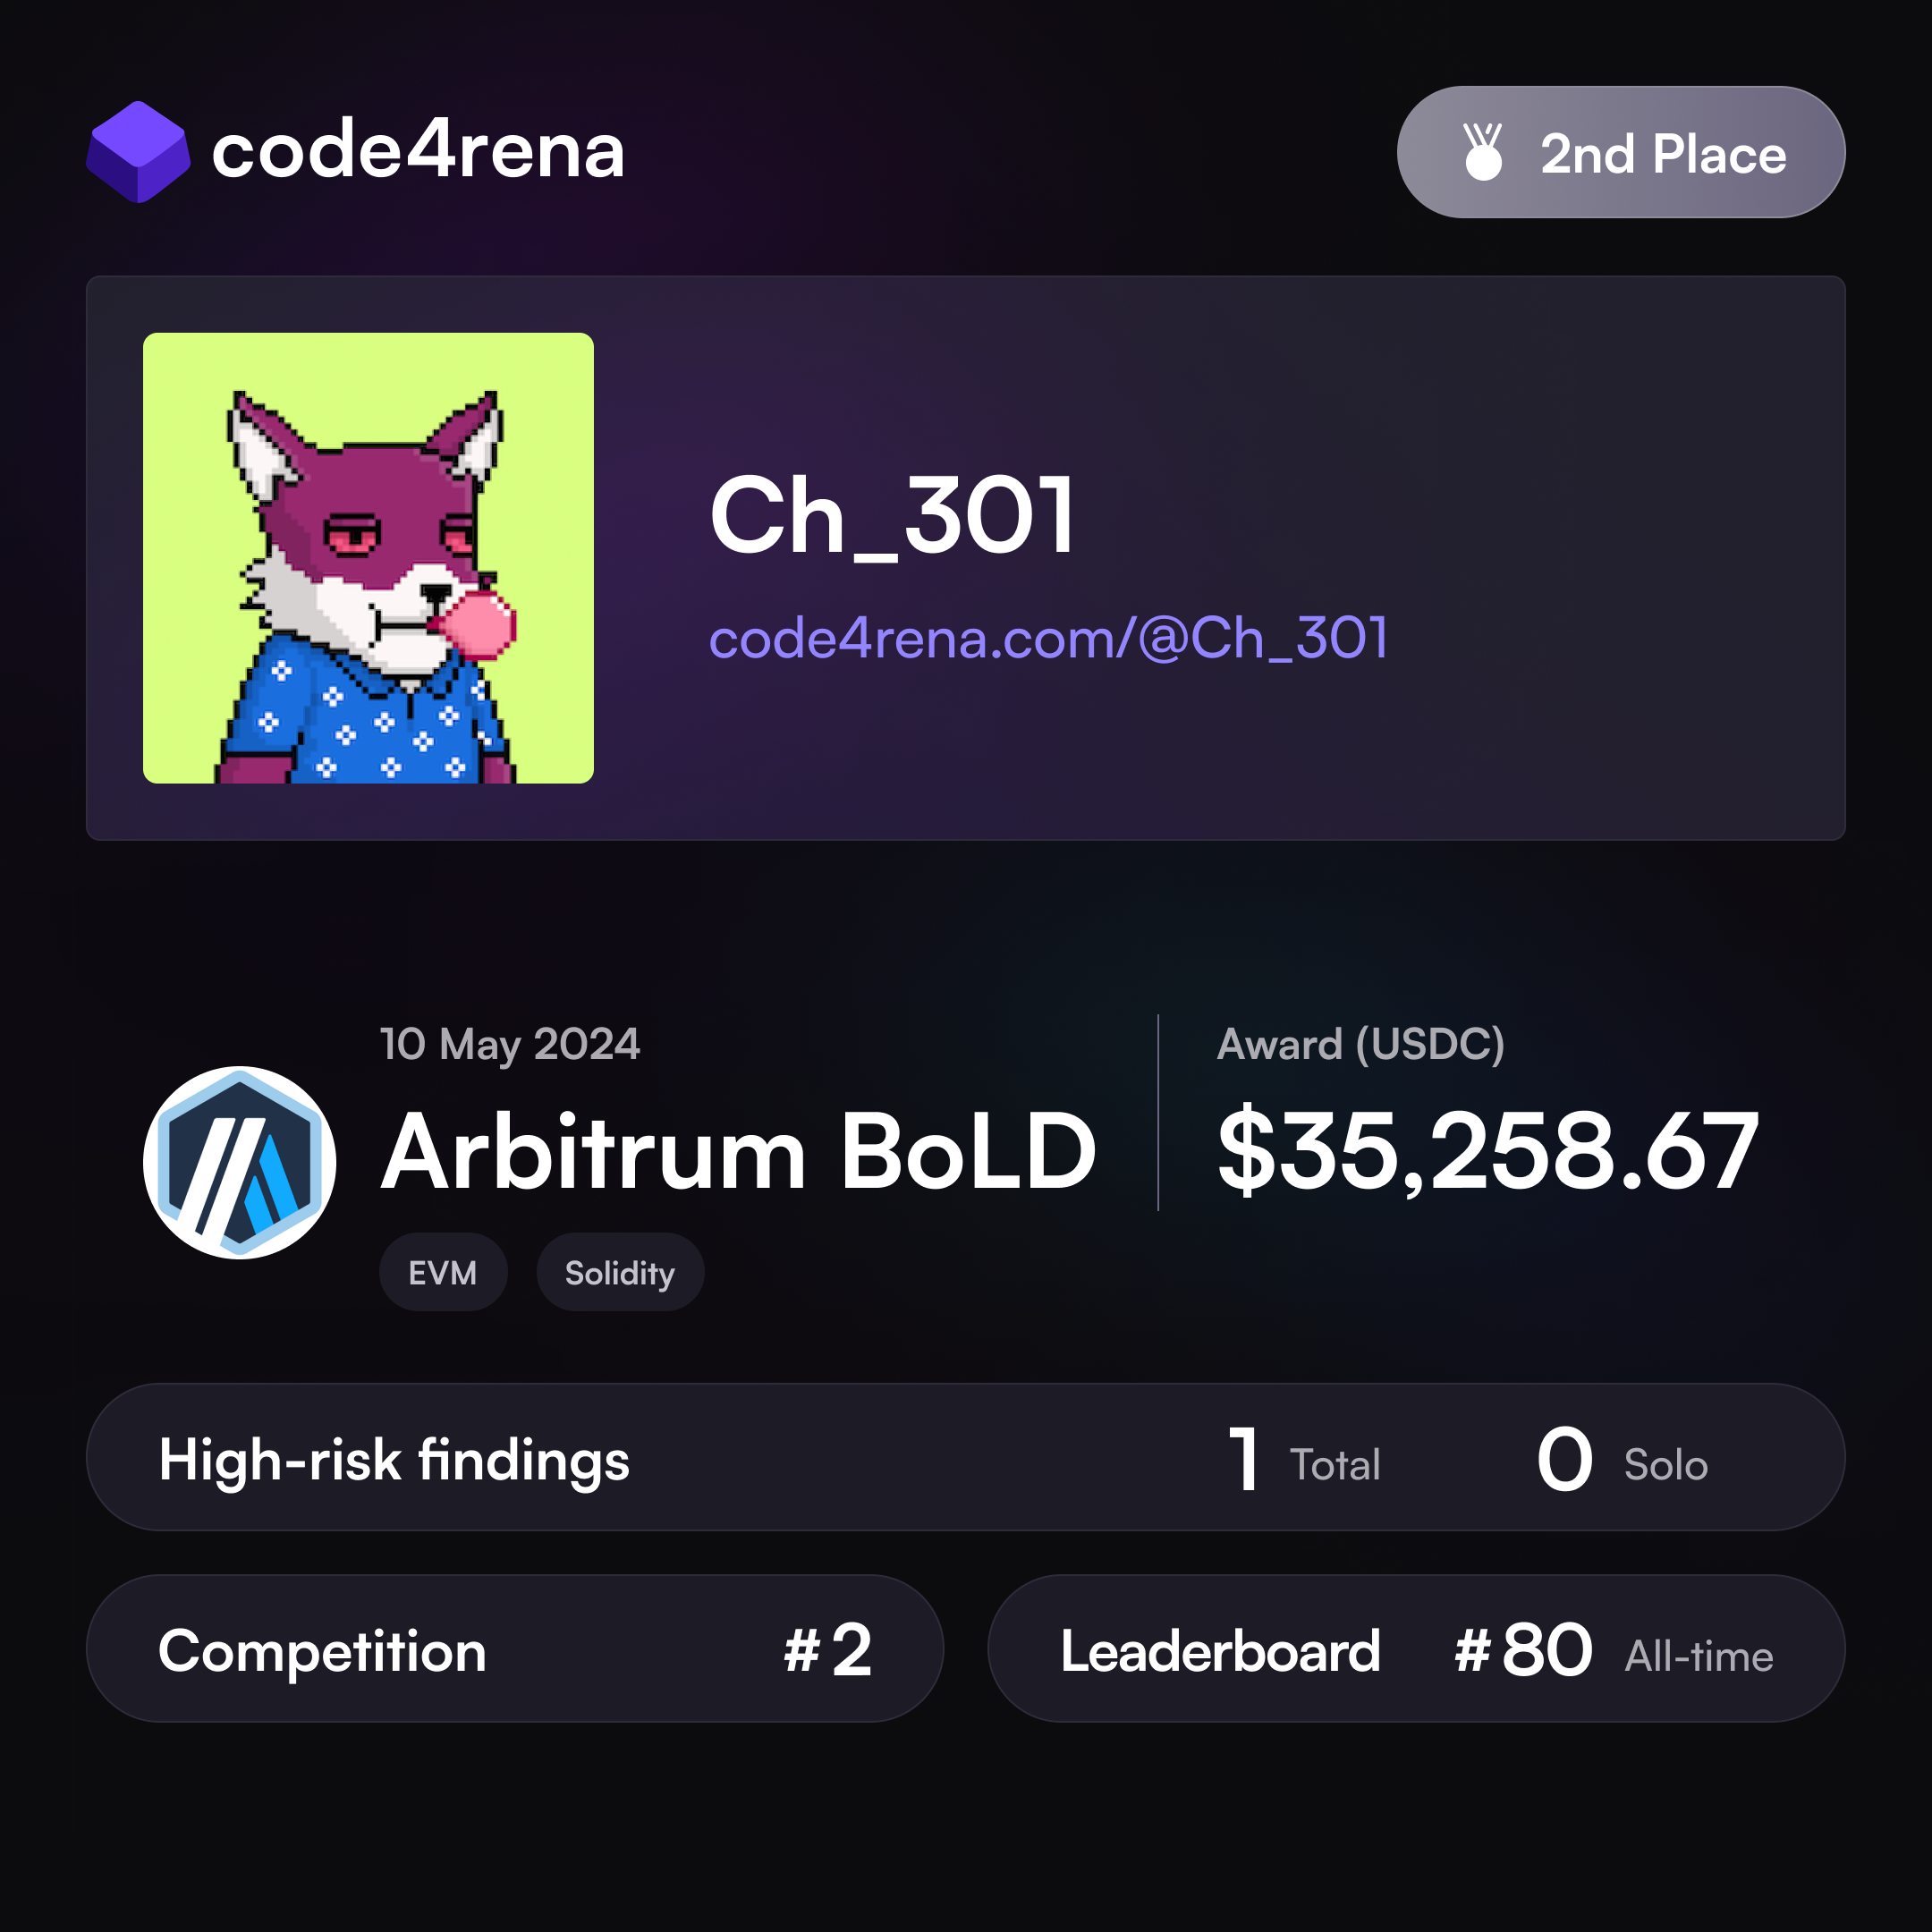 code4rena
2nd Place
Ch_301
code4rena.com/@Ch_301
10 May 2024
Arbitrum BoLD
EVM Solidity
Award (USDC)
$35,258.67
High-risk findings 1 Total 0 Solo
Competition #2
Leaderboard #80 All-time